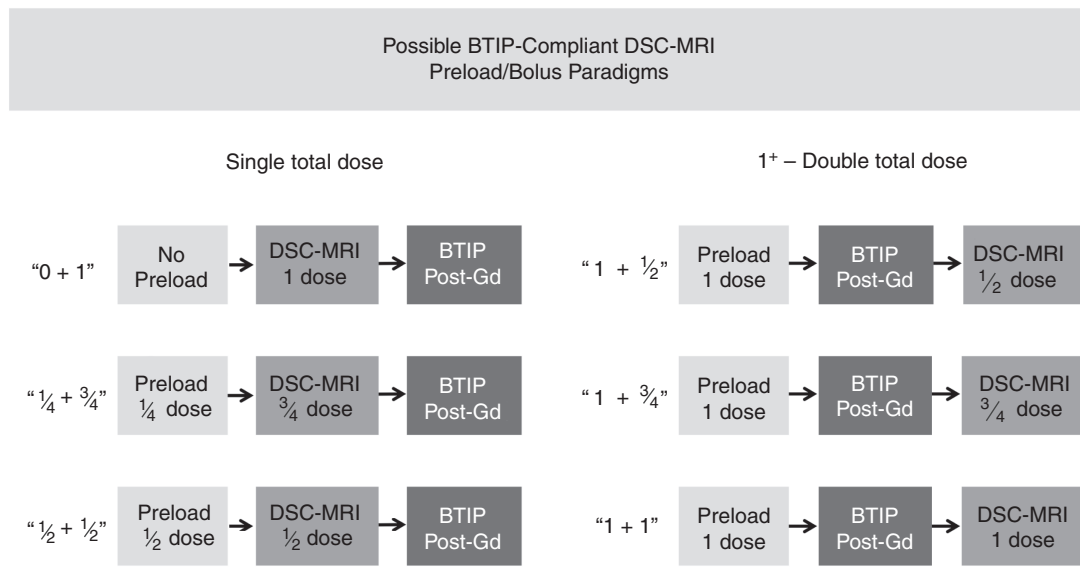 Possible BTIP-Compliant DSC-MRI
Preload/Bolus Paradigms
Single total dose
“0 + 1”
No
Preload
DSC-MRI
1 dose
BTIP
Post-Gd
“ ¼ + ¾”
Preload
¼ dose
DSC-MRI
¾ dose
BTIP
Post-Gd
“ ½ + ½”
Preload
½ dose
DSC-MRI
½ dose
BTIP
Post-Gd
1⁺ – Double total dose
“ 1 + ½”
Preload
1 dose
BTIP
Post-Gd
DSC-MRI
½ dose
“ 1 + ¾”
Preload
1 dose
BTIP
Post-Gd
DSC-MRI
¾ dose
“1 + 1”
Preload
1 dose
BTIP
Post-Gd
DSC-MRI
1 dose